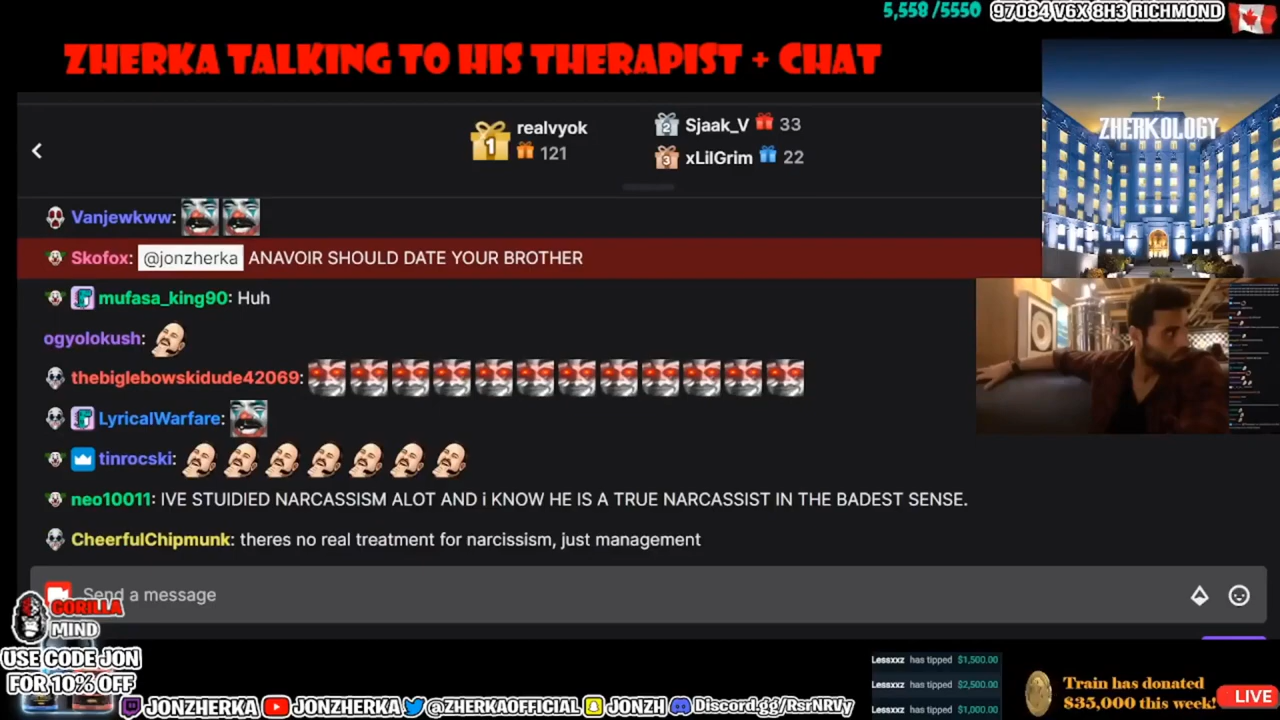 5,558 /5550
97084 V6X 8H3 RICHMOND
ZHERKA TALKING TO HIS THERAPIST + CHAT
ZHERKOLOGY
1 realvyok
121
2 Sjaak_V 33
3 xLilGrim 22
Vanjewkww:
Skofox: @jonzherka ANAVOIR SHOULD DATE YOUR BROTHER
mufasa_king90: Huh
ogyolokush:
thebiglebowskidude42069:
LyricalWarfare:
tinrocski:
neo10011: IVE STUIDIED NARCASSISM ALOT AND i KNOW HE IS A TRUE NARCASSIST IN THE BADEST SENSE.
CheerfulChipmunk: theres no real treatment for narcissism, just management
Send a message
GORILLA
MIND
USE CODE JON
FOR 10% OFF
Lessxxz has tipped $1,500.00
Lessxxz has tipped $2,500.00
Lessxxz has tipped $1,000.00
Train has donated
$35,000 this week!
LIVE
JONZHERKA JONZHERKA @ZHERKAOFFICIAL JONZH Discord.gg/RsrNRVy